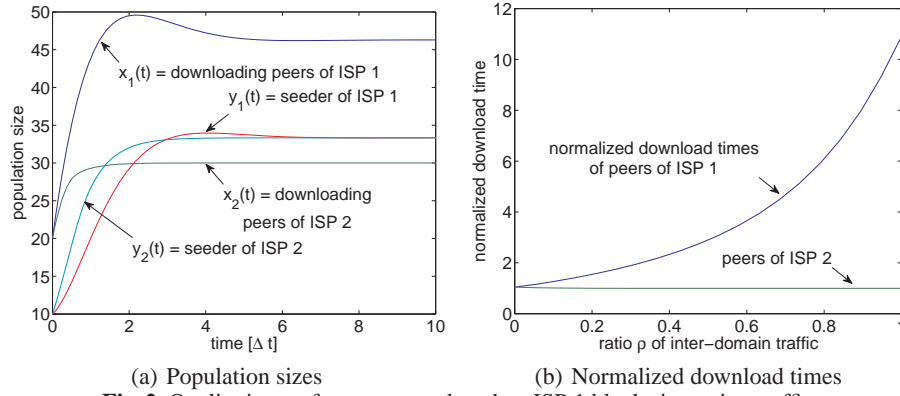 50
45
40
35
30
25
20
15
10
population size
x1(t) = downloading peers of ISP 1
y1(t) = seeder of ISP 1
x2(t) = downloading
peers of ISP 2
y2(t) = seeder of ISP 2
0
2
4
6
8
10
time [Δ t]
(a) Population sizes
12
10
8
6
4
2
0
normalized download time
normalized download times
of peers of ISP 1
peers of ISP 2
0
0.2
0.4
0.6
0.8
1
ratio ρ of inter−domain traffic
(b) Normalized download times